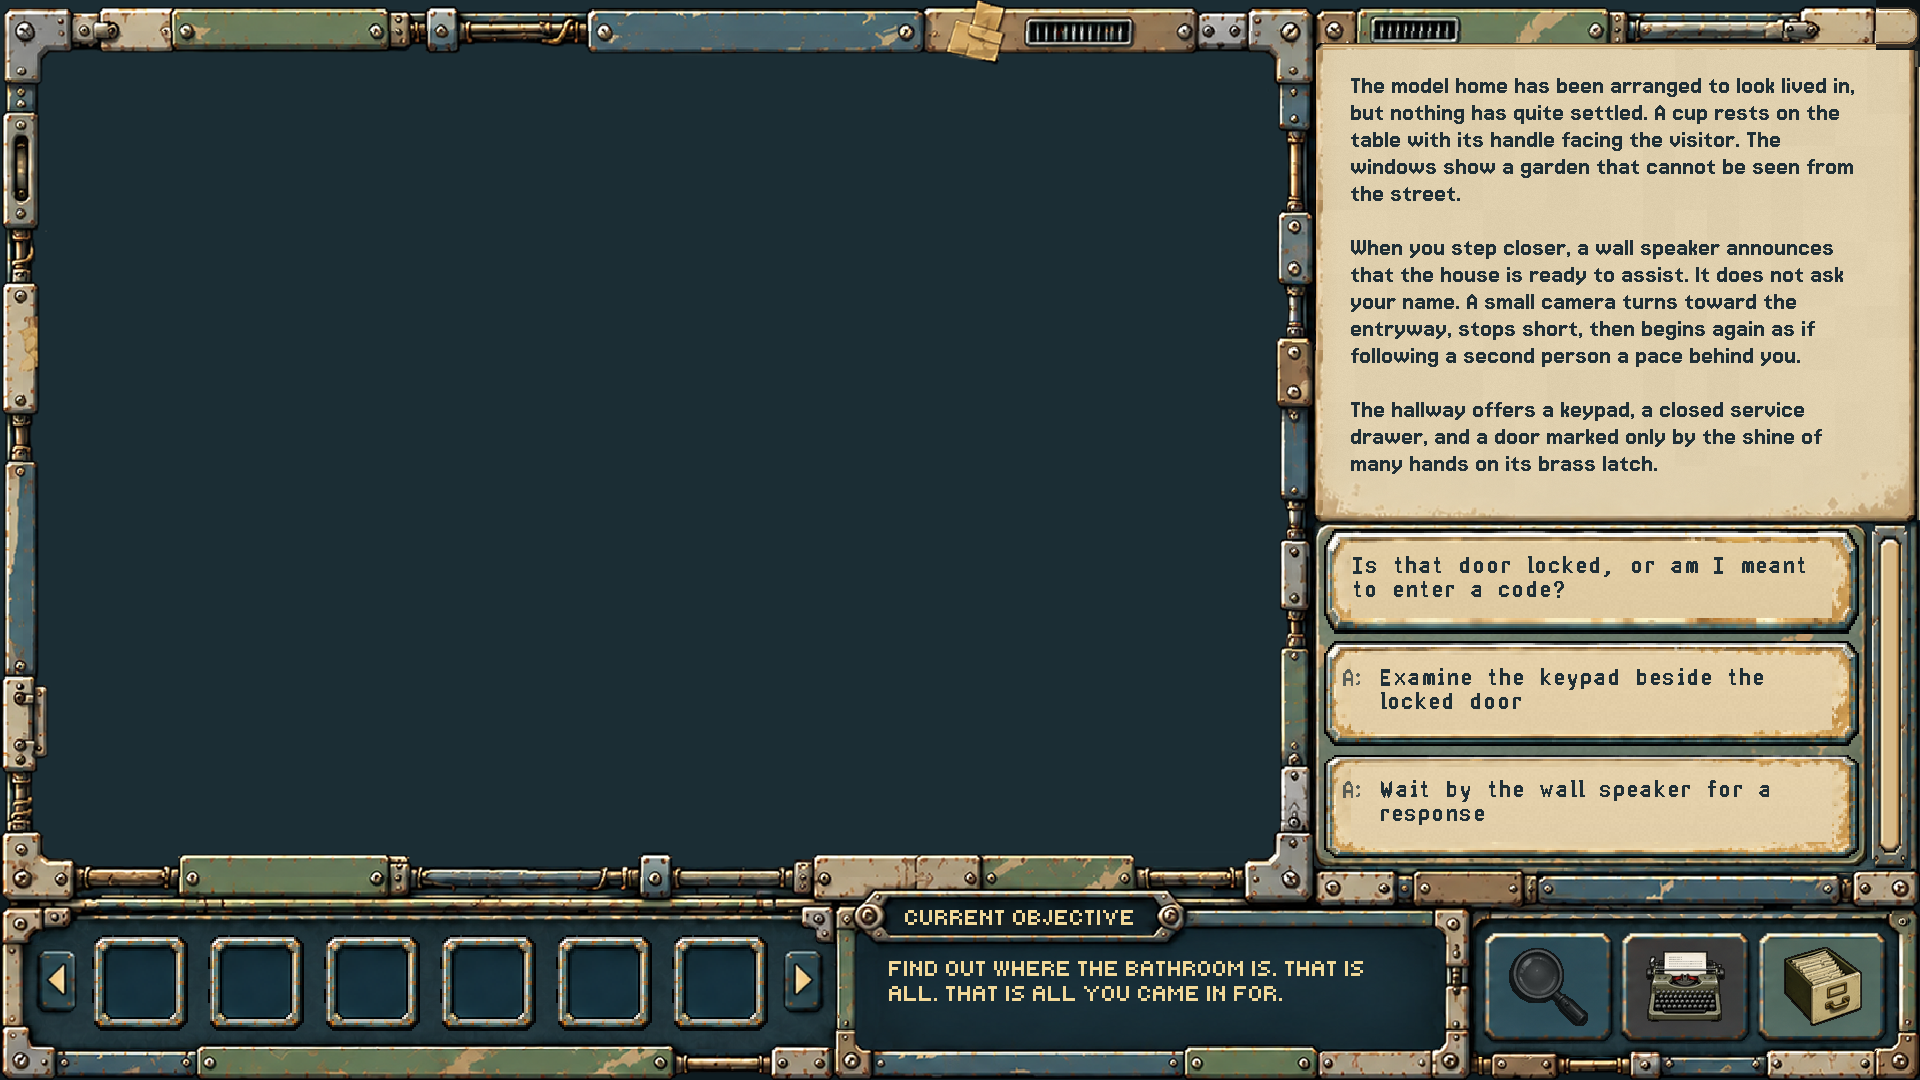 The model home has been arranged to look lived in,
but nothing has quite settled. A cup rests on the
table with its handle facing the visitor. The
windows show a garden that cannot be seen from
the street.
When you step closer, a wall speaker announces
that the house is ready to assist. It does not ask
your name. A small camera turns toward the
entryway, stops short, then begins again as if
following a second person a pace behind you.
The hallway offers a keypad, a closed service
drawer, and a door marked only by the shine of
many hands on its brass latch.
Is that door locked, or am I meant
to enter a code?
A: Examine the keypad beside the
locked door
A: Wait by the wall speaker for a
response
CURRENT OBJECTIVE
FIND OUT WHERE THE BATHROOM IS. THAT IS
ALL. THAT IS ALL YOU CAME IN FOR.